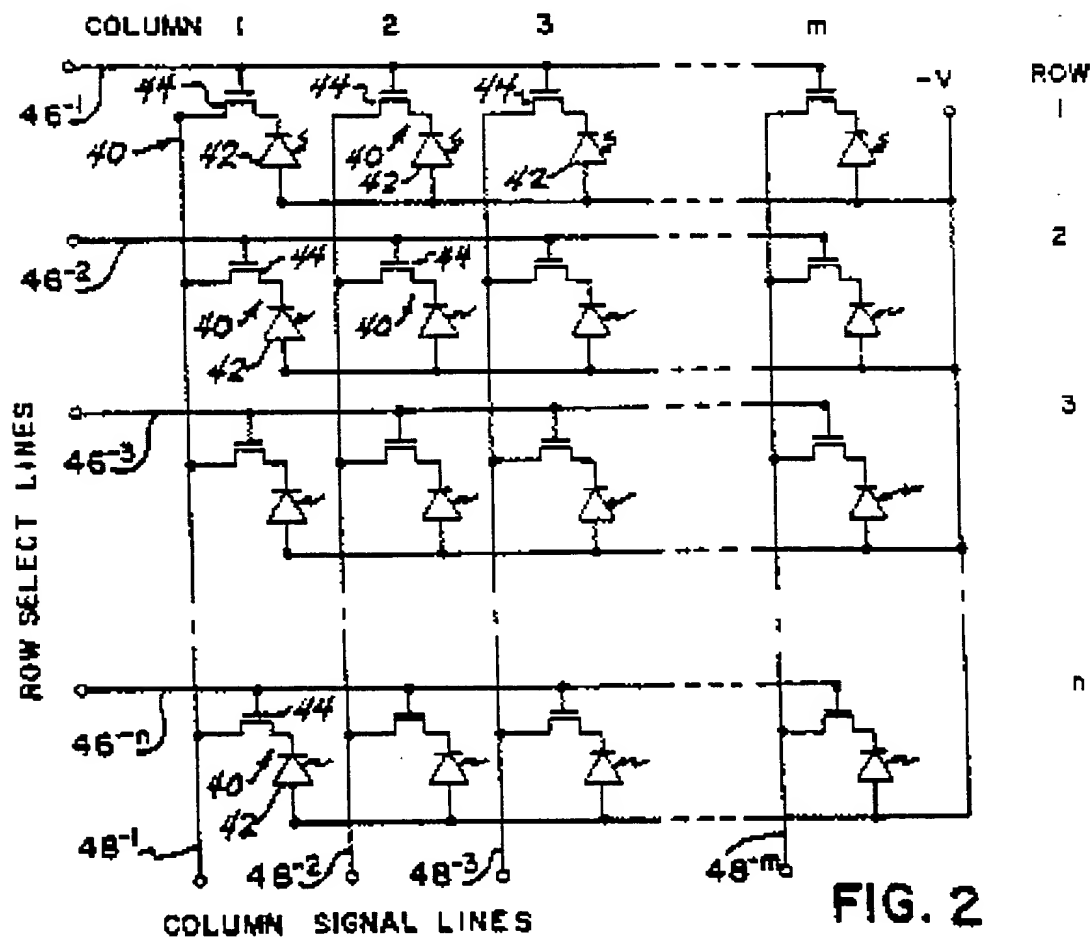 COLUMN 1 2 3 m
ROW
-V
46-1 44 44 44 1
40 42 40 42 42
2
46-2 44 44
40 42 40
3
46-3
ROW SELECT LINES
n
46-n 44
40 42
48-1 48-2 48-3 48-m
COLUMN SIGNAL LINES
FIG. 2